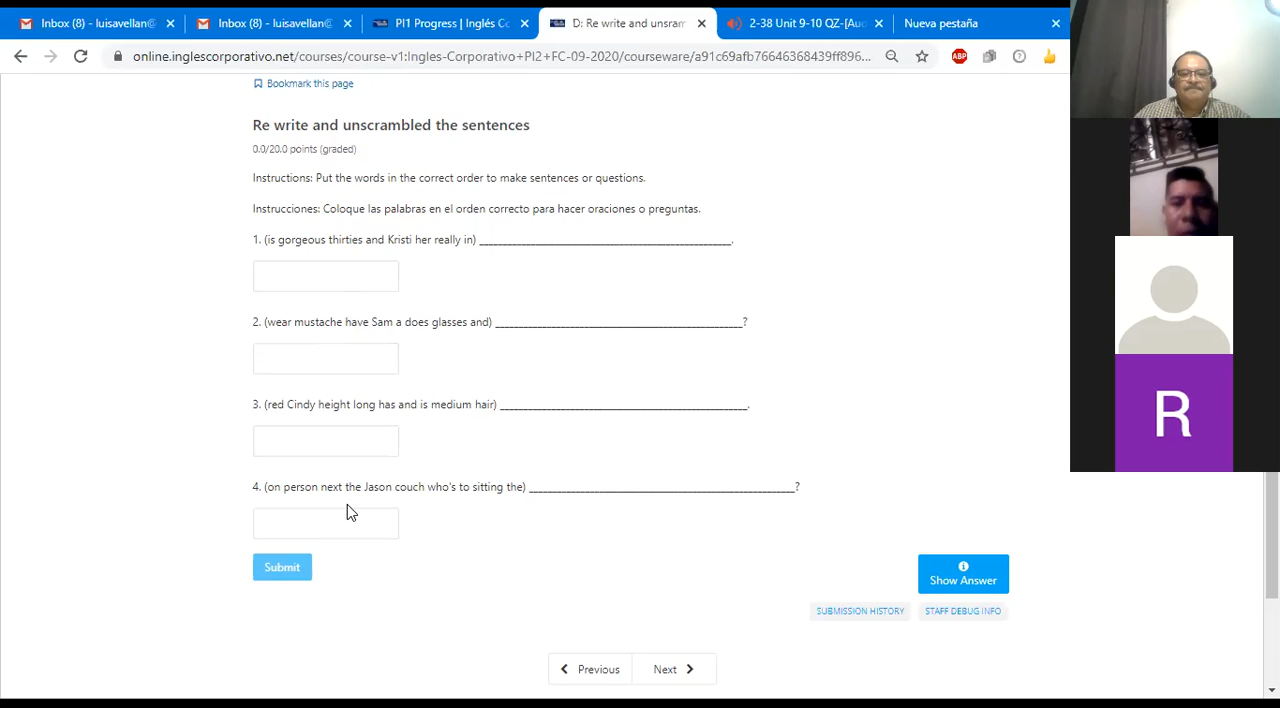 Inbox (8) - luisavellan@
Inbox (8) - luisavellan@
PI1 Progress | Inglés Co
D: Re write and unscram
2-38 Unit 9-10 QZ-[Aud
Nueva pestaña
online.inglescorporativo.net/courses/course-v1:Ingles-Corporativo+PI2+FC-09-2020/courseware/a91c69afb76646368439ff896...
ABP
Bookmark this page
Re write and unscrambled the sentences
0.0/20.0 points (graded)
Instructions: Put the words in the correct order to make sentences or questions.
Instrucciones: Coloque las palabras en el orden correcto para hacer oraciones o preguntas.
1. (is gorgeous thirties and Kristi her really in) ______________________________________________.
2. (wear mustache have Sam a does glasses and) ______________________________________________?
3. (red Cindy height long has and is medium hair) ______________________________________________.
4. (on person next the Jason couch who's to sitting the) _________________________________________________?
Submit
Show Answer
SUBMISSION HISTORY
STAFF DEBUG INFO
Previous
Next
R